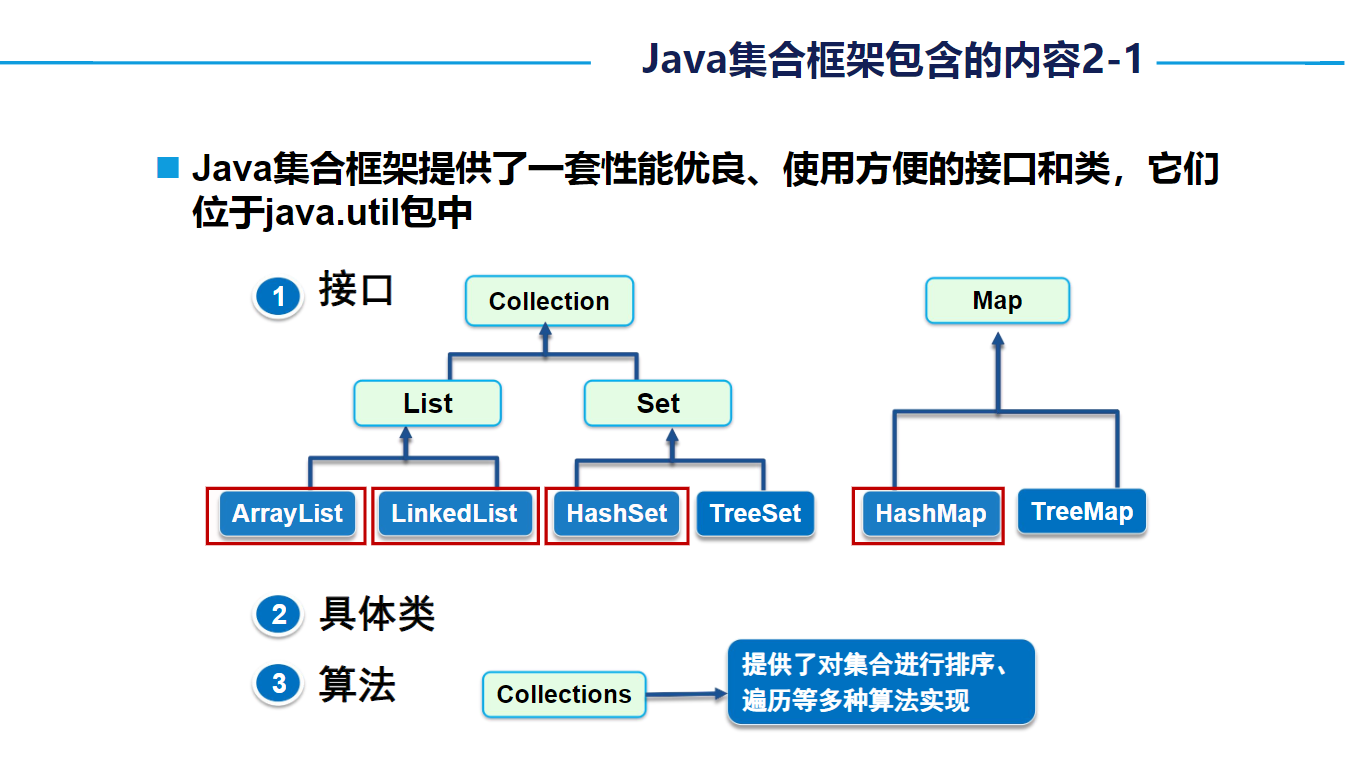 Java集合框架包含的内容2-1
Java集合框架提供了一套性能优良、使用方便的接口和类，它们
位于java.util包中
1 接口
Collection
Map
List
Set
ArrayList
LinkedList
HashSet
TreeSet
HashMap
TreeMap
2 具体类
3 算法
Collections
提供了对集合进行排序、
遍历等多种算法实现